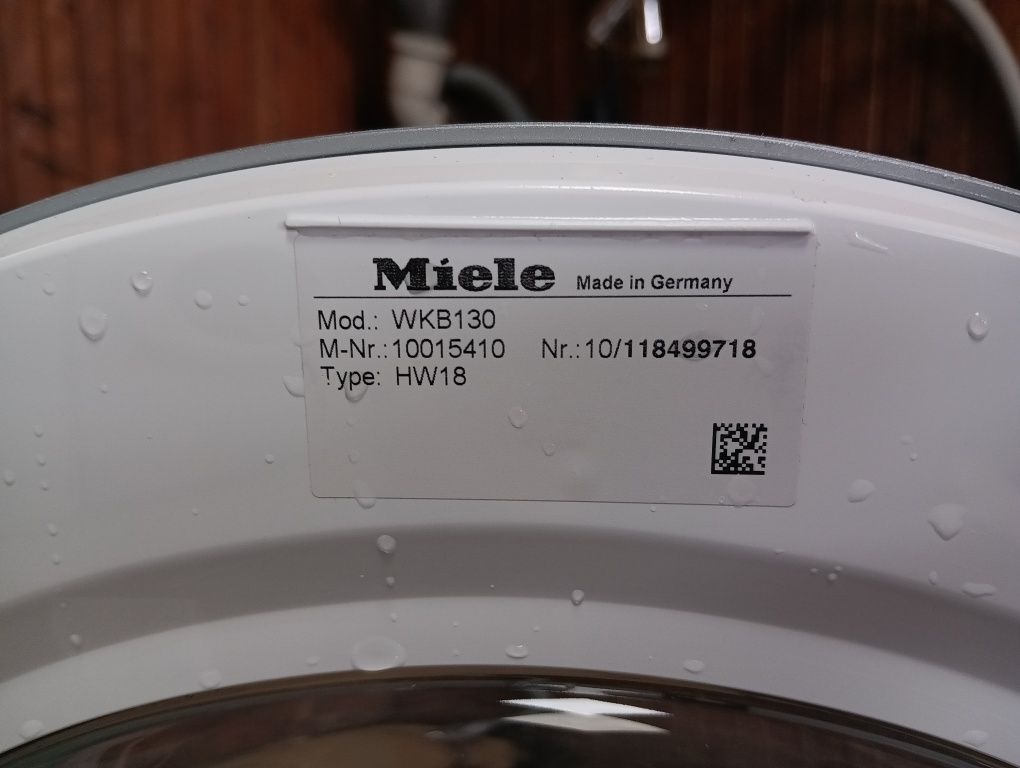 Miele Made in Germany
Mod.: WKB130
M-Nr.:10015410 Nr.:10/118499718
Type: HW18